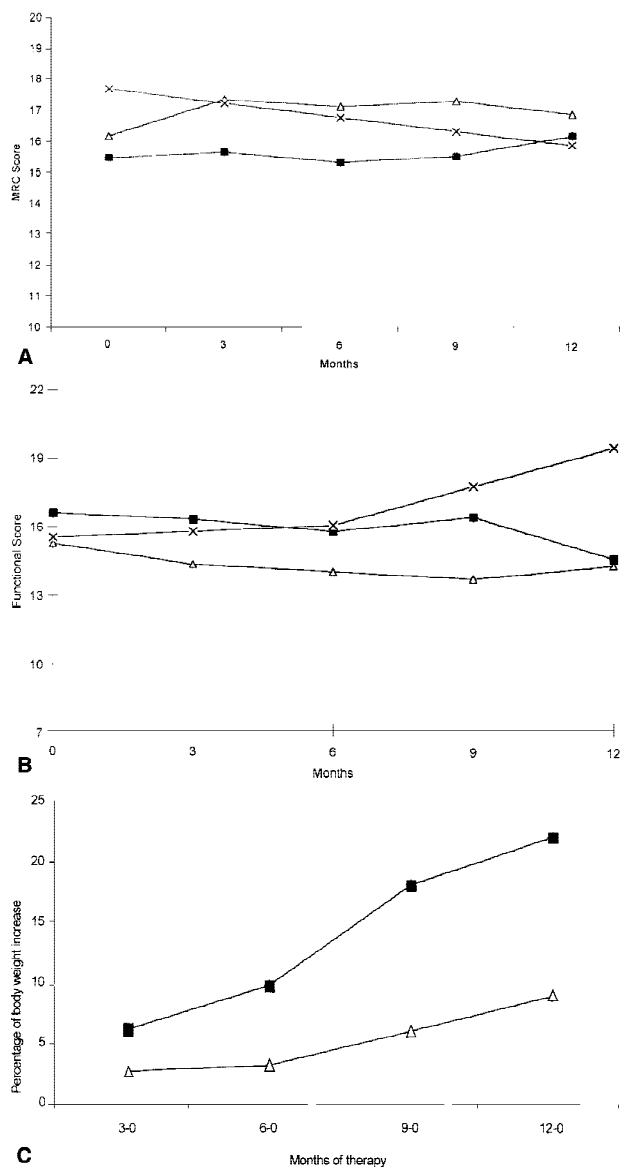 20
19
18
17
16
15
14
13
12
11
10
MRC Score
0 3 6 9 12
Months
A
22
19
16
13
10
7
Functional Score
0 3 6 9 12
Months
B
25
20
15
10
5
0
Percentage of body weight increase
3-0 6-0 9-0 12-0
Months of therapy
C